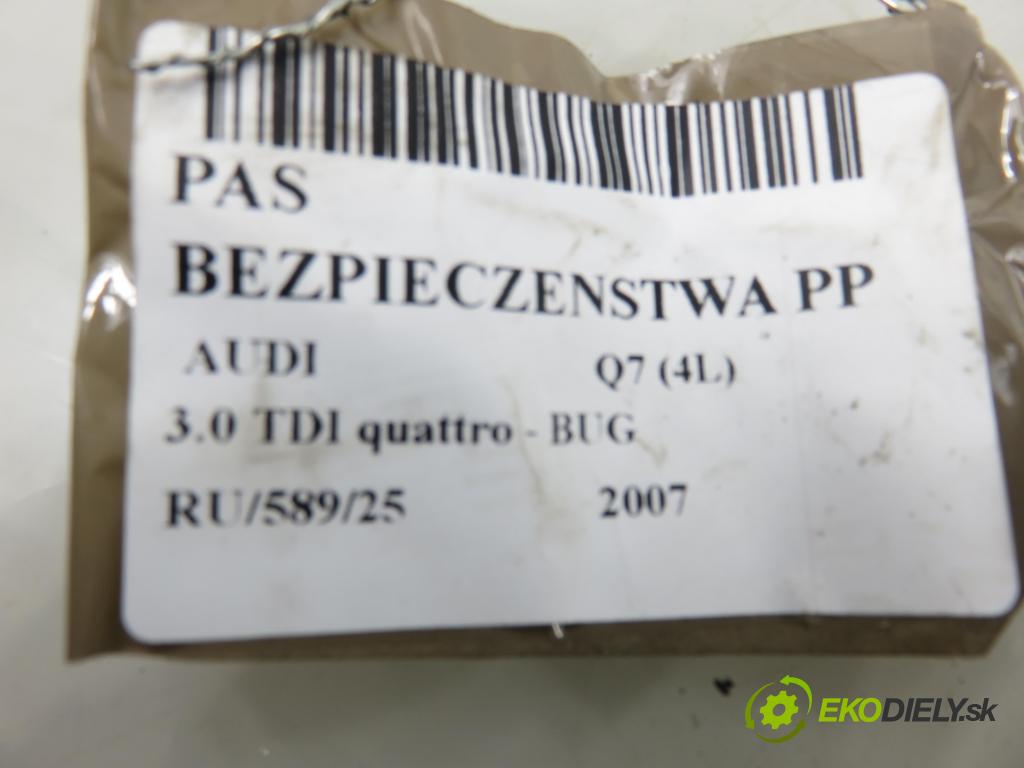 PAS
BEZPIECZENSTWA PP
AUDI Q7 (4L)
3.0 TDI quattro - BUG
RU/589/25 2007
EKODIELY.sk